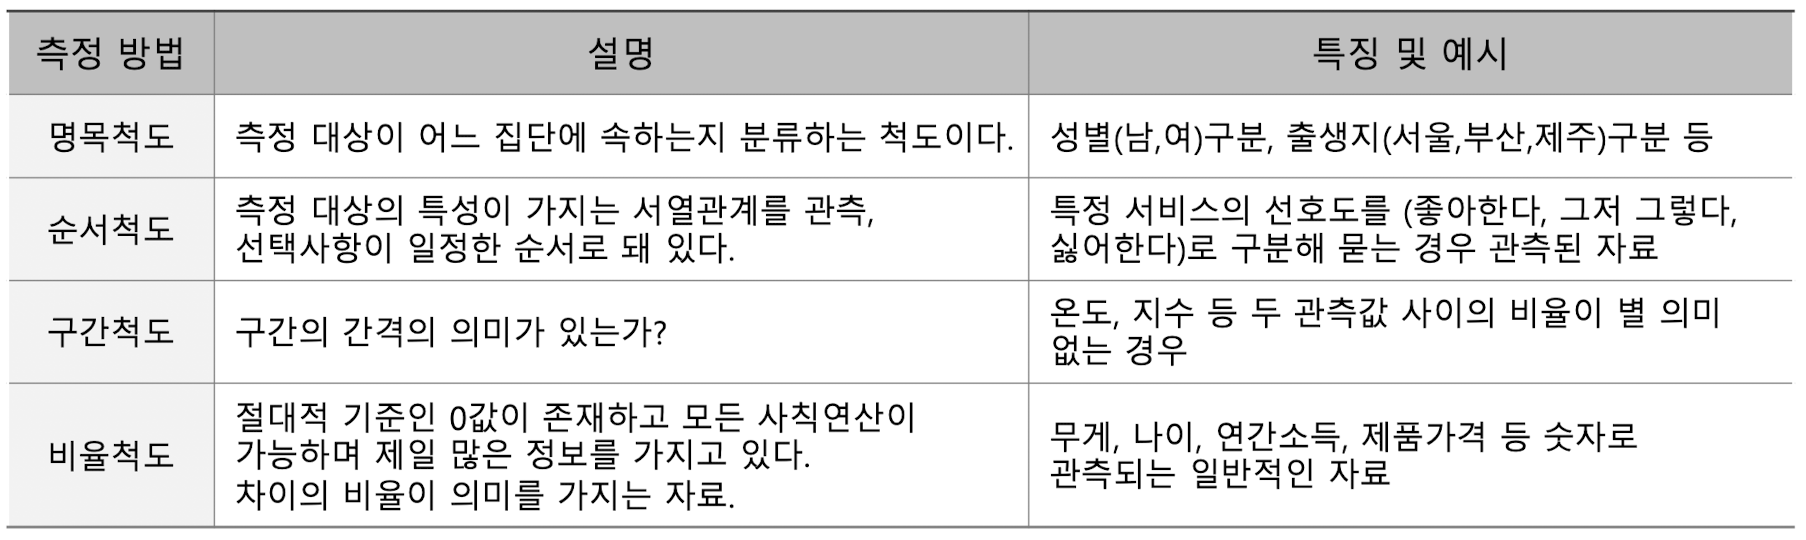 측정 방법
설명
특징 및 예시
명목척도
측정 대상이 어느 집단에 속하는지 분류하는 척도이다.
성별(남,여)구분, 출생지(서울,부산,제주)구분 등
순서척도
측정 대상의 특성이 가지는 서열관계를 관측,
선택사항이 일정한 순서로 돼 있다.
특정 서비스의 선호도를 (좋아한다, 그저 그렇다,
싫어한다)로 구분해 묻는 경우 관측된 자료
구간척도
구간의 간격의 의미가 있는가?
온도, 지수 등 두 관측값 사이의 비율이 별 의미
없는 경우
비율척도
절대적 기준인 0값이 존재하고 모든 사칙연산이
가능하며 제일 많은 정보를 가지고 있다.
차이의 비율이 의미를 가지는 자료.
무게, 나이, 연간소득, 제품가격 등 숫자로
관측되는 일반적인 자료